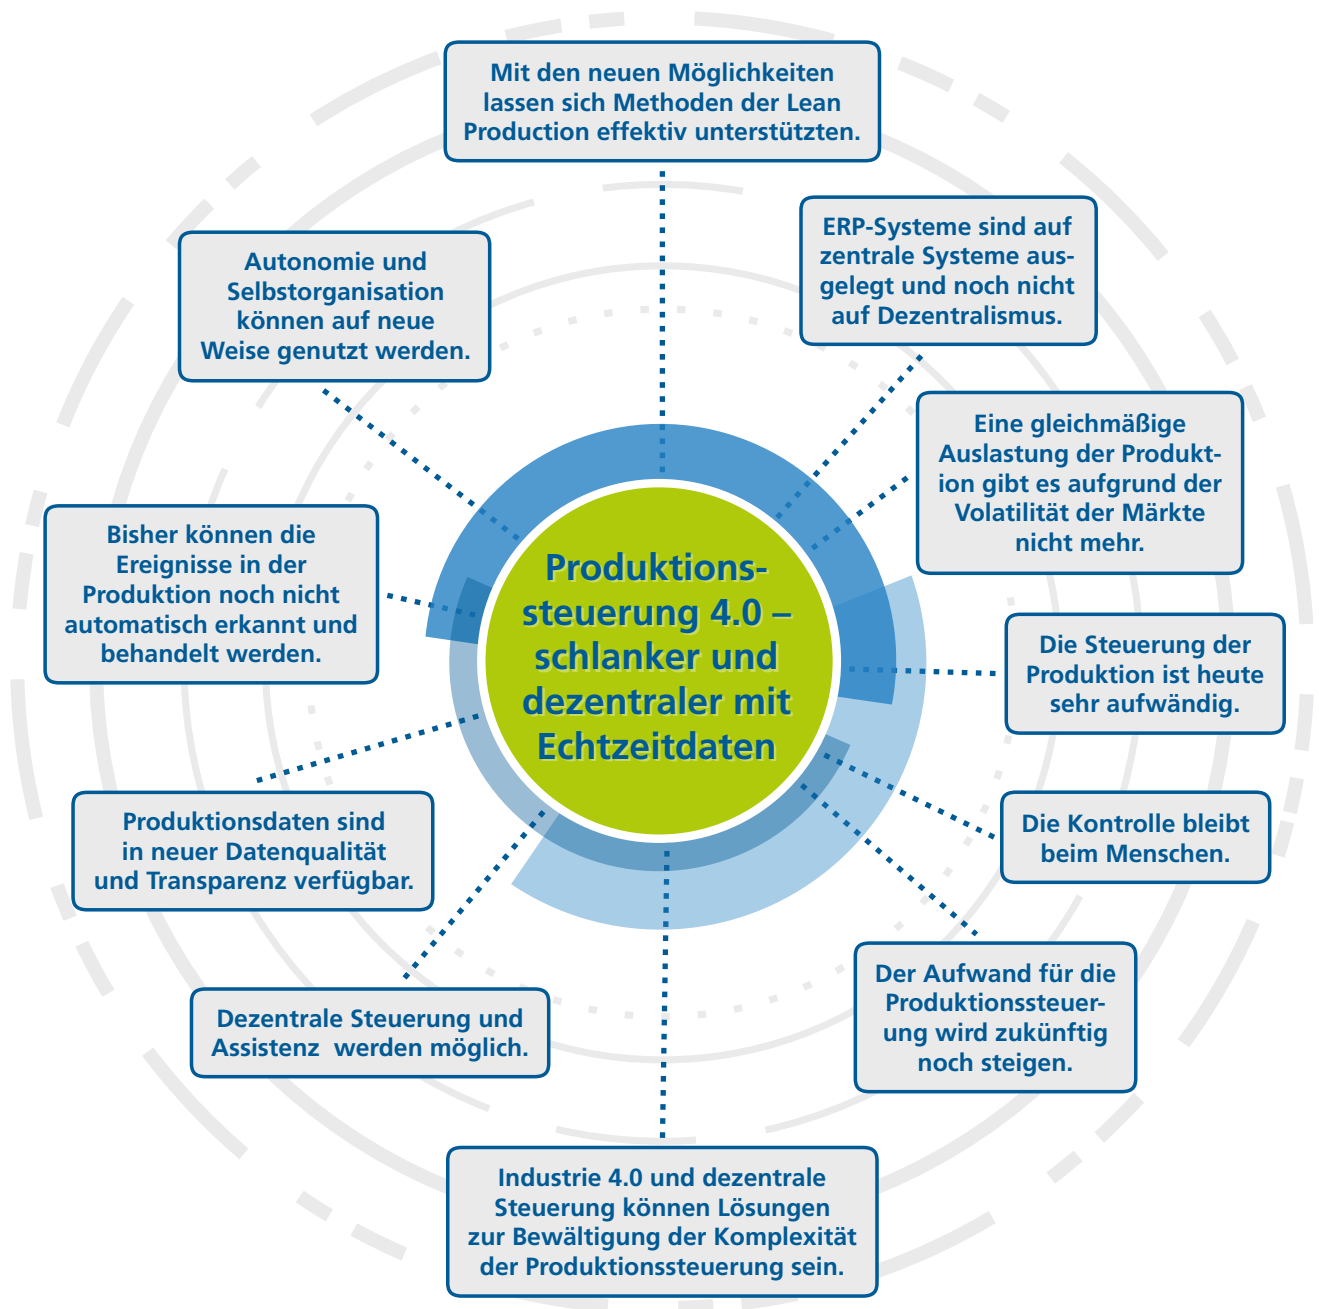 Mit den neuen Möglichkeiten
lassen sich Methoden der Lean
Production effektiv unterstützten.
ERP-Systeme sind auf
zentrale Systeme aus-
gelegt und noch nicht
auf Dezentralismus.
Autonomie und
Selbstorganisation
können auf neue
Weise genutzt werden.
Eine gleichmäßige
Auslastung der Produkt-
ion gibt es aufgrund der
Volatilität der Märkte
nicht mehr.
Bisher können die
Ereignisse in der
Produktion noch nicht
automatisch erkannt und
behandelt werden.
Produktions-
steuerung 4.0 –
schlanker und
dezentraler mit
Echtzeitdaten
Die Steuerung der
Produktion ist heute
sehr aufwändig.
Produktionsdaten sind
in neuer Datenqualität
und Transparenz verfügbar.
Die Kontrolle bleibt
beim Menschen.
Der Aufwand für die
Produktionssteuer-
ung wird zukünftig
noch steigen.
Dezentrale Steuerung und
Assistenz  werden möglich.
Industrie 4.0 und dezentrale
Steuerung können Lösungen
zur Bewältigung der Komplexität
der Produktionssteuerung sein.